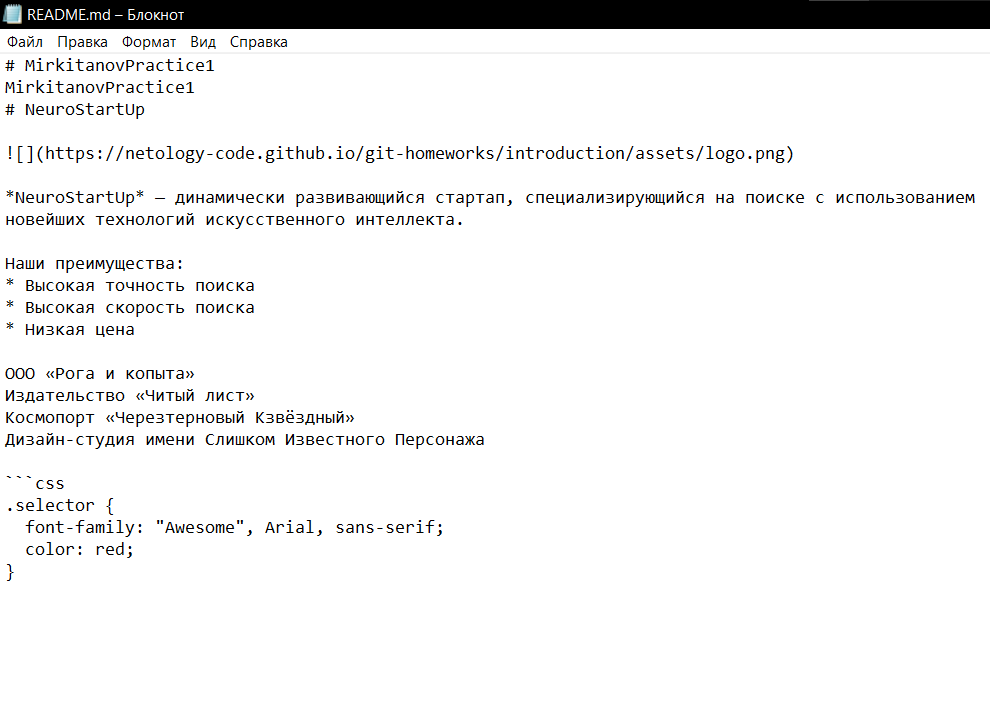 README.md – Блокнот
Файл Правка Формат Вид Справка
# MirkitanovPractice1
MirkitanovPractice1
# NeuroStartUp
![](https://netology-code.github.io/git-homeworks/introduction/assets/logo.png)
*NeuroStartUp* — динамически развивающийся стартап, специализирующийся на поиске с использованием
новейших технологий искусственного интеллекта.
Наши преимущества:
* Высокая точность поиска
* Высокая скорость поиска
* Низкая цена
ООО «Рога и копыта»
Издательство «Читый лист»
Космопорт «Черезтерновый Кзвёздный»
Дизайн-студия имени Слишком Известного Персонажа
```css
.selector {
  font-family: "Awesome", Arial, sans-serif;
  color: red;
}